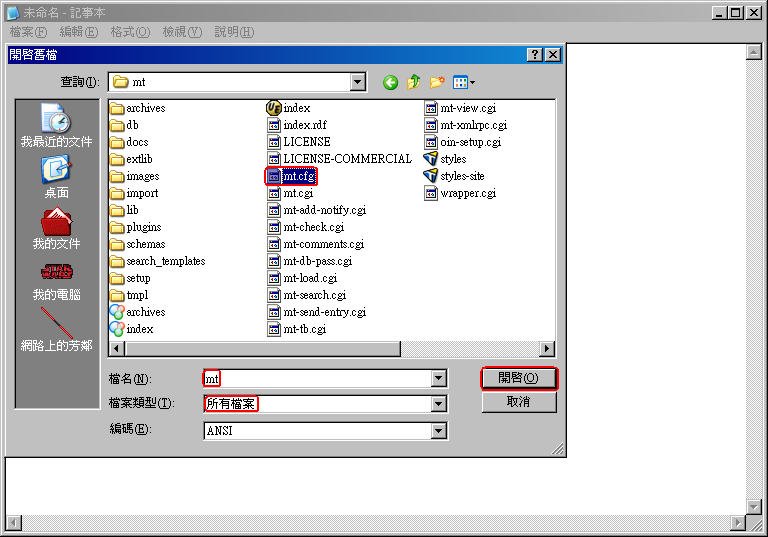 未命名 - 記事本
檔案(F) 編輯(E) 格式(O) 檢視(V) 說明(H)
開啓舊檔
查詢(I): mt
我最近的文件
桌面
我的文件
我的電腦
網路上的芳鄰
archives
db
docs
extlib
images
import
lib
plugins
schemas
search_templates
setup
tmpl
archives
index
index
index.rdf
LICENSE
LICENSE-COMMERCIAL
mt.cfg
mt.cgi
mt-add-notify.cgi
mt-check.cgi
mt-comments.cgi
mt-db-pass.cgi
mt-load.cgi
mt-search.cgi
mt-send-entry.cgi
mt-tb.cgi
mt-view.cgi
mt-xmlrpc.cgi
oin-setup.cgi
styles
styles-site
wrapper.cgi
檔名(N): mt 開啓(O)
檔案類型(T): 所有檔案 取消
編碼(E): ANSI